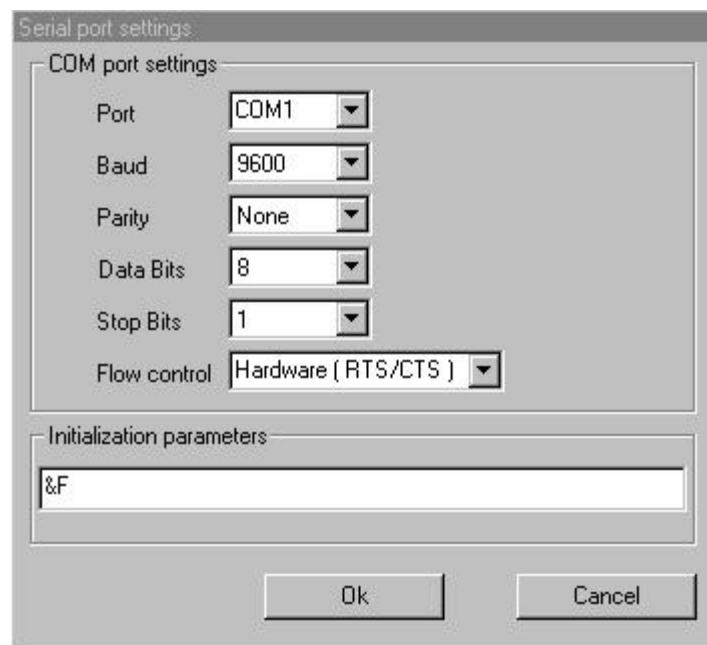 Serial port settings
COM port settings
Port COM1
Baud 9600
Parity None
Data Bits 8
Stop Bits 1
Flow control Hardware ( RTS/CTS )
Initialization parameters
&F
Ok Cancel